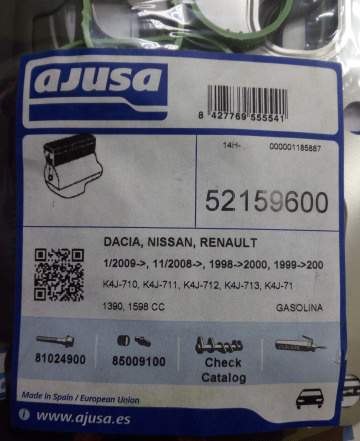 ajusa
8 427769 555541
14H- 000001185887
52159600
DACIA, NISSAN, RENAULT
1/2009->, 11/2008->, 1998->2000, 1999->200
K4J-710, K4J-711, K4J-712, K4J-713, K4J-71
1390, 1598 CC GASOLINA
81024900 85009100 Check
Catalog
Made in Spain / European Union
i www.ajusa.es